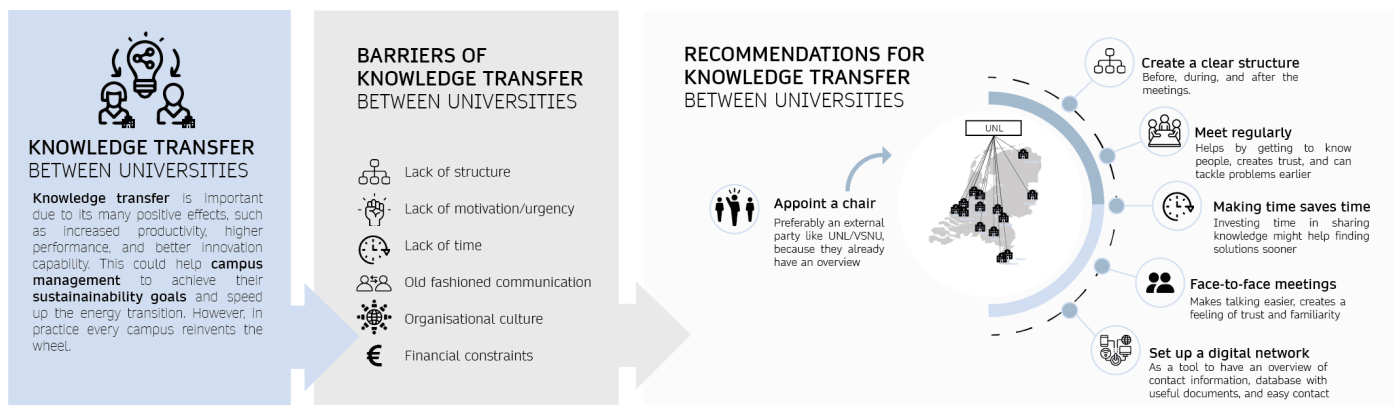 KNOWLEDGE TRANSFER
BETWEEN UNIVERSITIES
Knowledge transfer is important
due to its many positive effects, such
as increased productivity, higher
performance, and better innovation
capability. This could help campus
management to achieve their
sustainainability goals and speed
up the energy transition. However, in
practice every campus reinvents the
wheel.
BARRIERS OF
KNOWLEDGE TRANSFER
BETWEEN UNIVERSITIES
Lack of structure
Lack of motivation/urgency
Lack of time
Old fashioned communication
Organisational culture
€ Financial constraints
RECOMMENDATIONS FOR
KNOWLEDGE TRANSFER
BETWEEN UNIVERSITIES
Appoint a chair
Preferably an external
party like UNL/VSNU,
because they already
have an overview
UNL
Create a clear structure
Before, during, and after the
meetings.
Meet regularly
Helps by getting to know
people, creates trust, and can
tackle problems earlier
Making time saves time
Investing time in sharing
knowledge might help finding
solutions sooner
Face-to-face meetings
Makes talking easier, creates a
feeling of trust and familiarity
Set up a digital network
As a tool to have an overview of
contact information, database with
useful documents, and easy contact